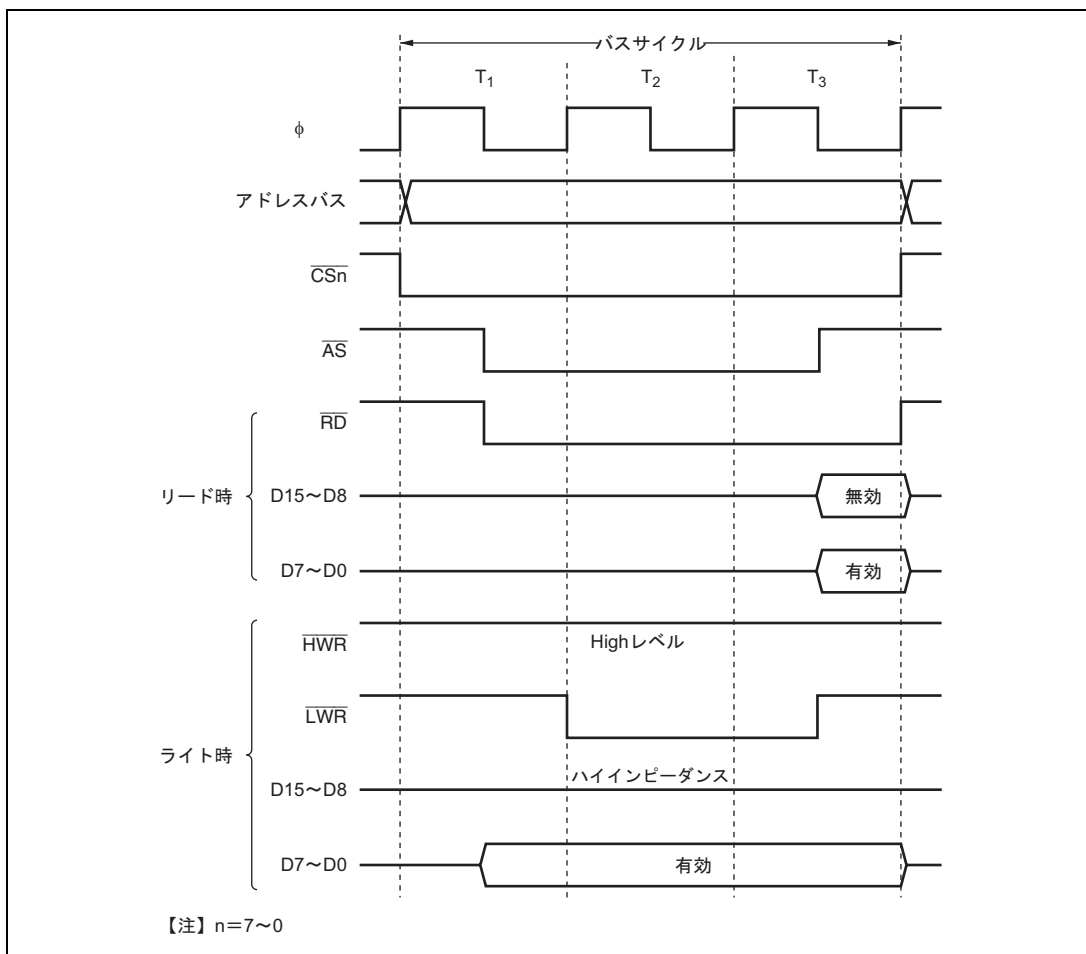 バスサイクル
T1 T2 T3
φ
アドレスバス
CSn
AS
RD
リード時
D15～D8
無効
D7～D0
有効
HWR
Highレベル
LWR
ライト時
D15～D8
ハイインピーダンス
D7～D0
有効
【注】n＝7～0